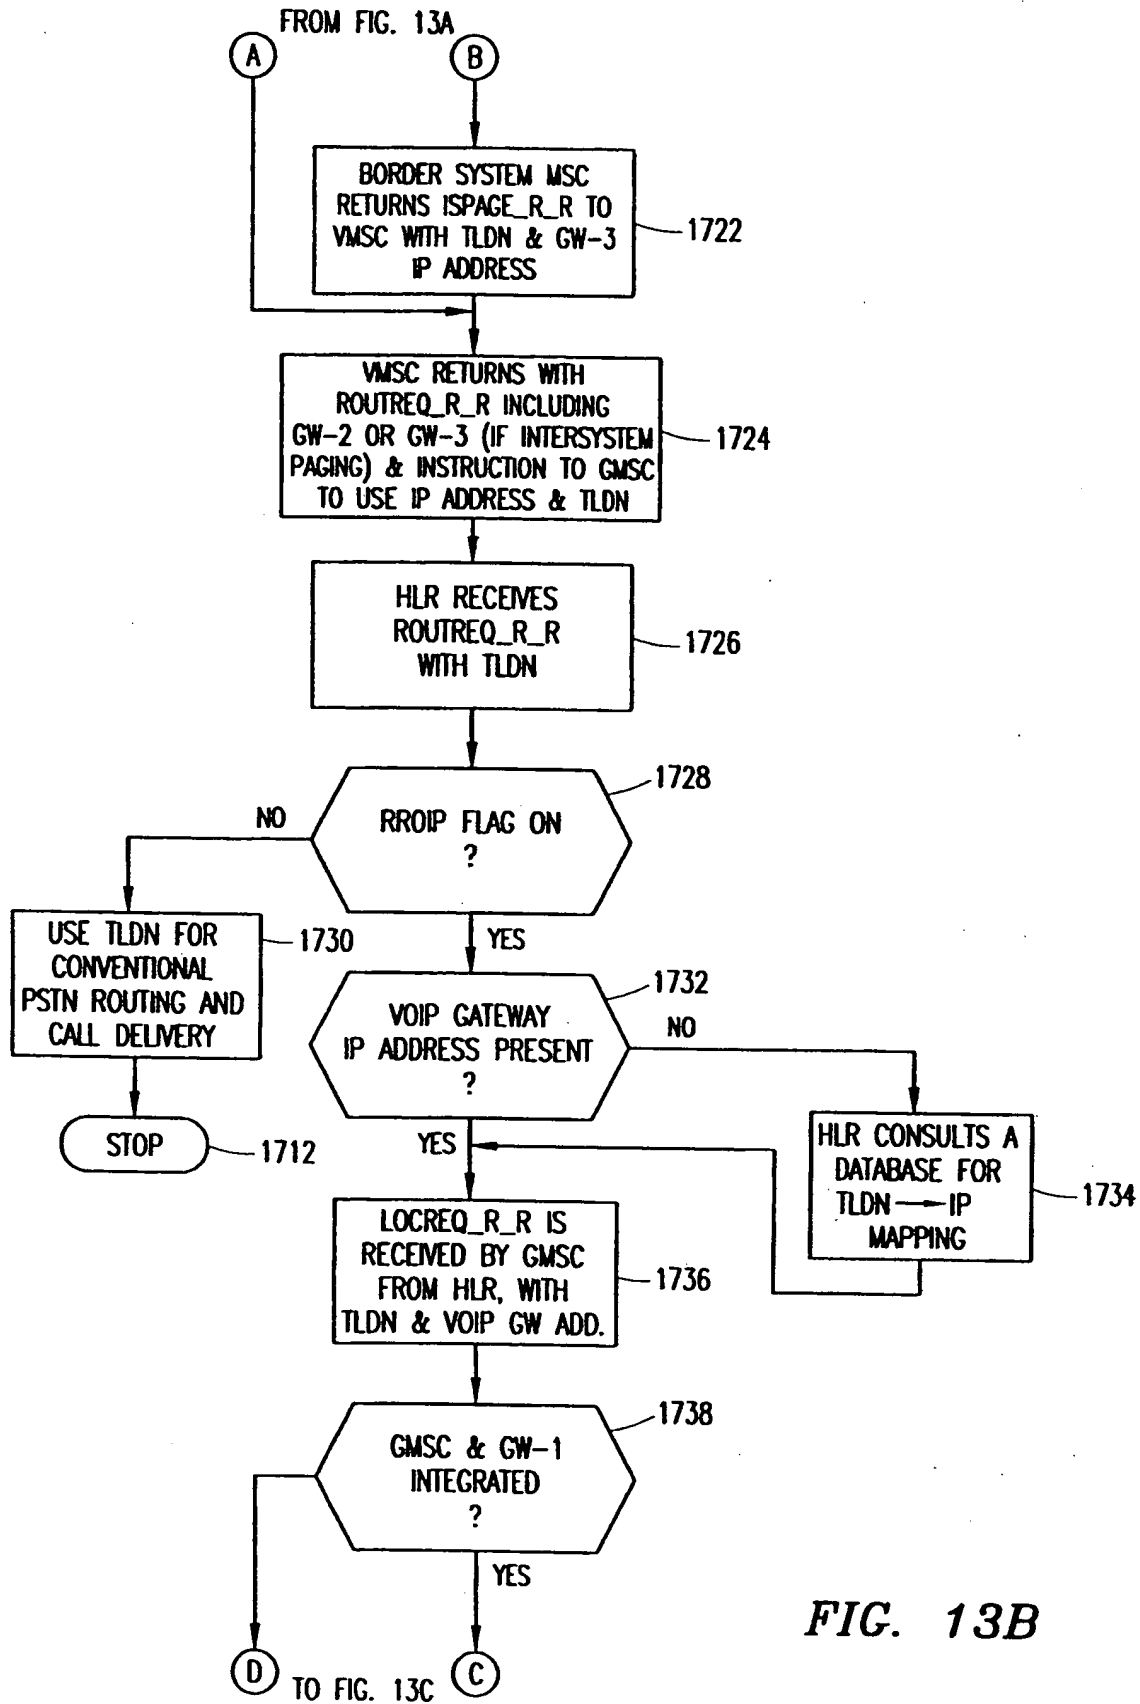 FROM FIG. 13A
A
B
BORDER SYSTEM MSC
RETURNS ISPAGE_R_R TO
VMSC WITH TLDN & GW-3
IP ADDRESS
1722
VMSC RETURNS WITH
ROUTREQ_R_R INCLUDING
GW-2 OR GW-3 (IF INTERSYSTEM
PAGING) & INSTRUCTION TO GMSC
TO USE IP ADDRESS & TLDN
1724
HLR RECEIVES
ROUTREQ_R_R
WITH TLDN
1726
RROIP FLAG ON
?
1728
NO
YES
USE TLDN FOR
CONVENTIONAL
PSTN ROUTING AND
CALL DELIVERY
1730
STOP
1712
VOIP GATEWAY
IP ADDRESS PRESENT
?
1732
NO
YES
HLR CONSULTS A
DATABASE FOR
TLDN → IP
MAPPING
1734
LOCREQ_R_R IS
RECEIVED BY GMSC
FROM HLR, WITH
TLDN & VOIP GW ADD.
1736
GMSC & GW-1
INTEGRATED
?
1738
YES
D
TO FIG. 13C
C
FIG. 13B